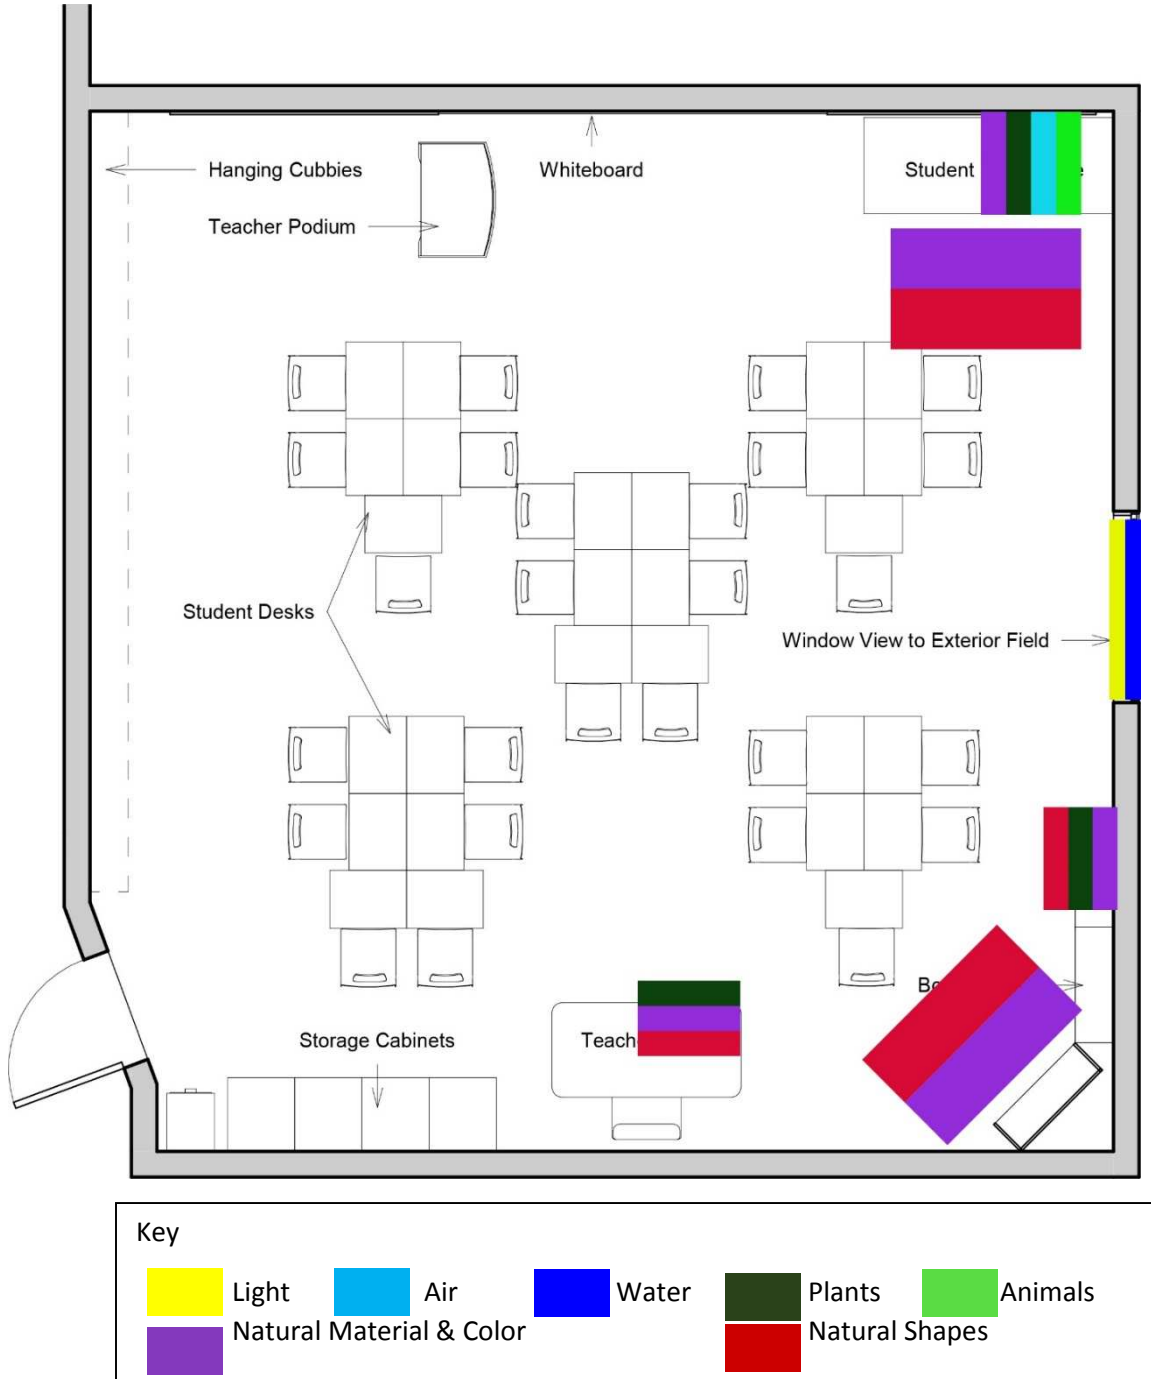 Hanging Cubbies
Whiteboard
Student
Teacher Podium
Student Desks
Window View to Exterior Field
Storage Cabinets
Key
Light
Air
Water
Plants
Animals
Natural Material & Color
Natural Shapes